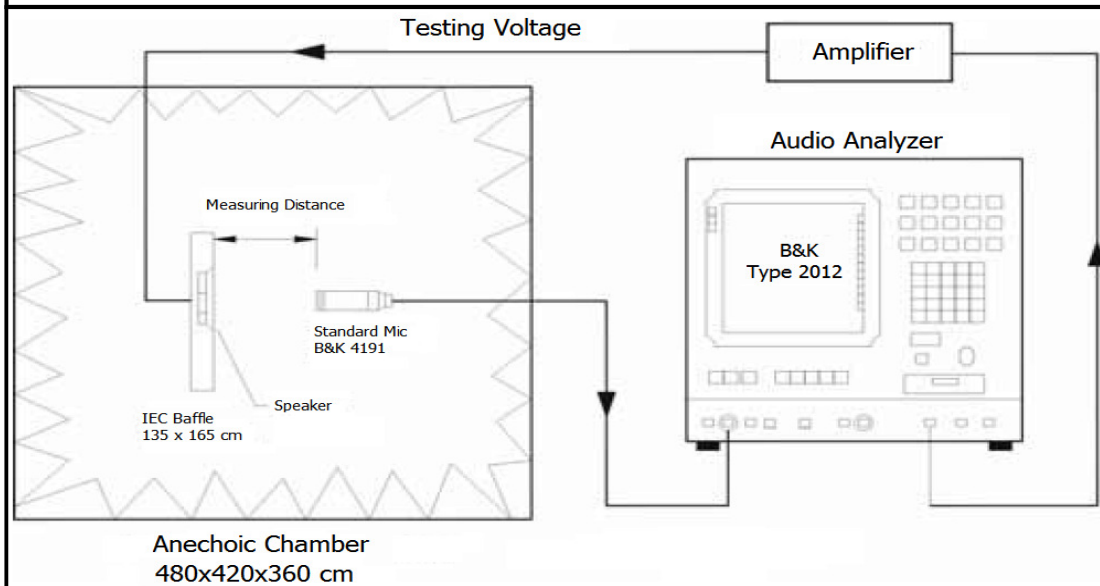 Testing Voltage
Amplifier
Audio Analyzer
Measuring Distance
B&K
Type 2012
Standard Mic
B&K 4191
Speaker
IEC Baffle
135 x 165 cm
Anechoic Chamber
480x420x360 cm